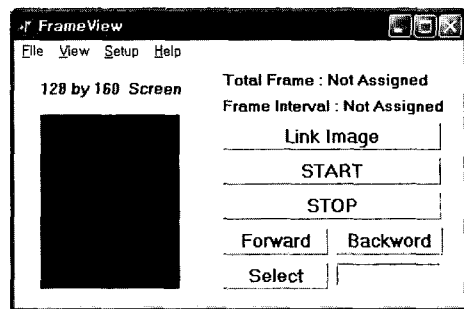 FrameView
File View Setup Help
128 by 160 Screen
Total Frame : Not Assigned
Frame Interval : Not Assigned
Link Image
START
STOP
Forward Backword
Select